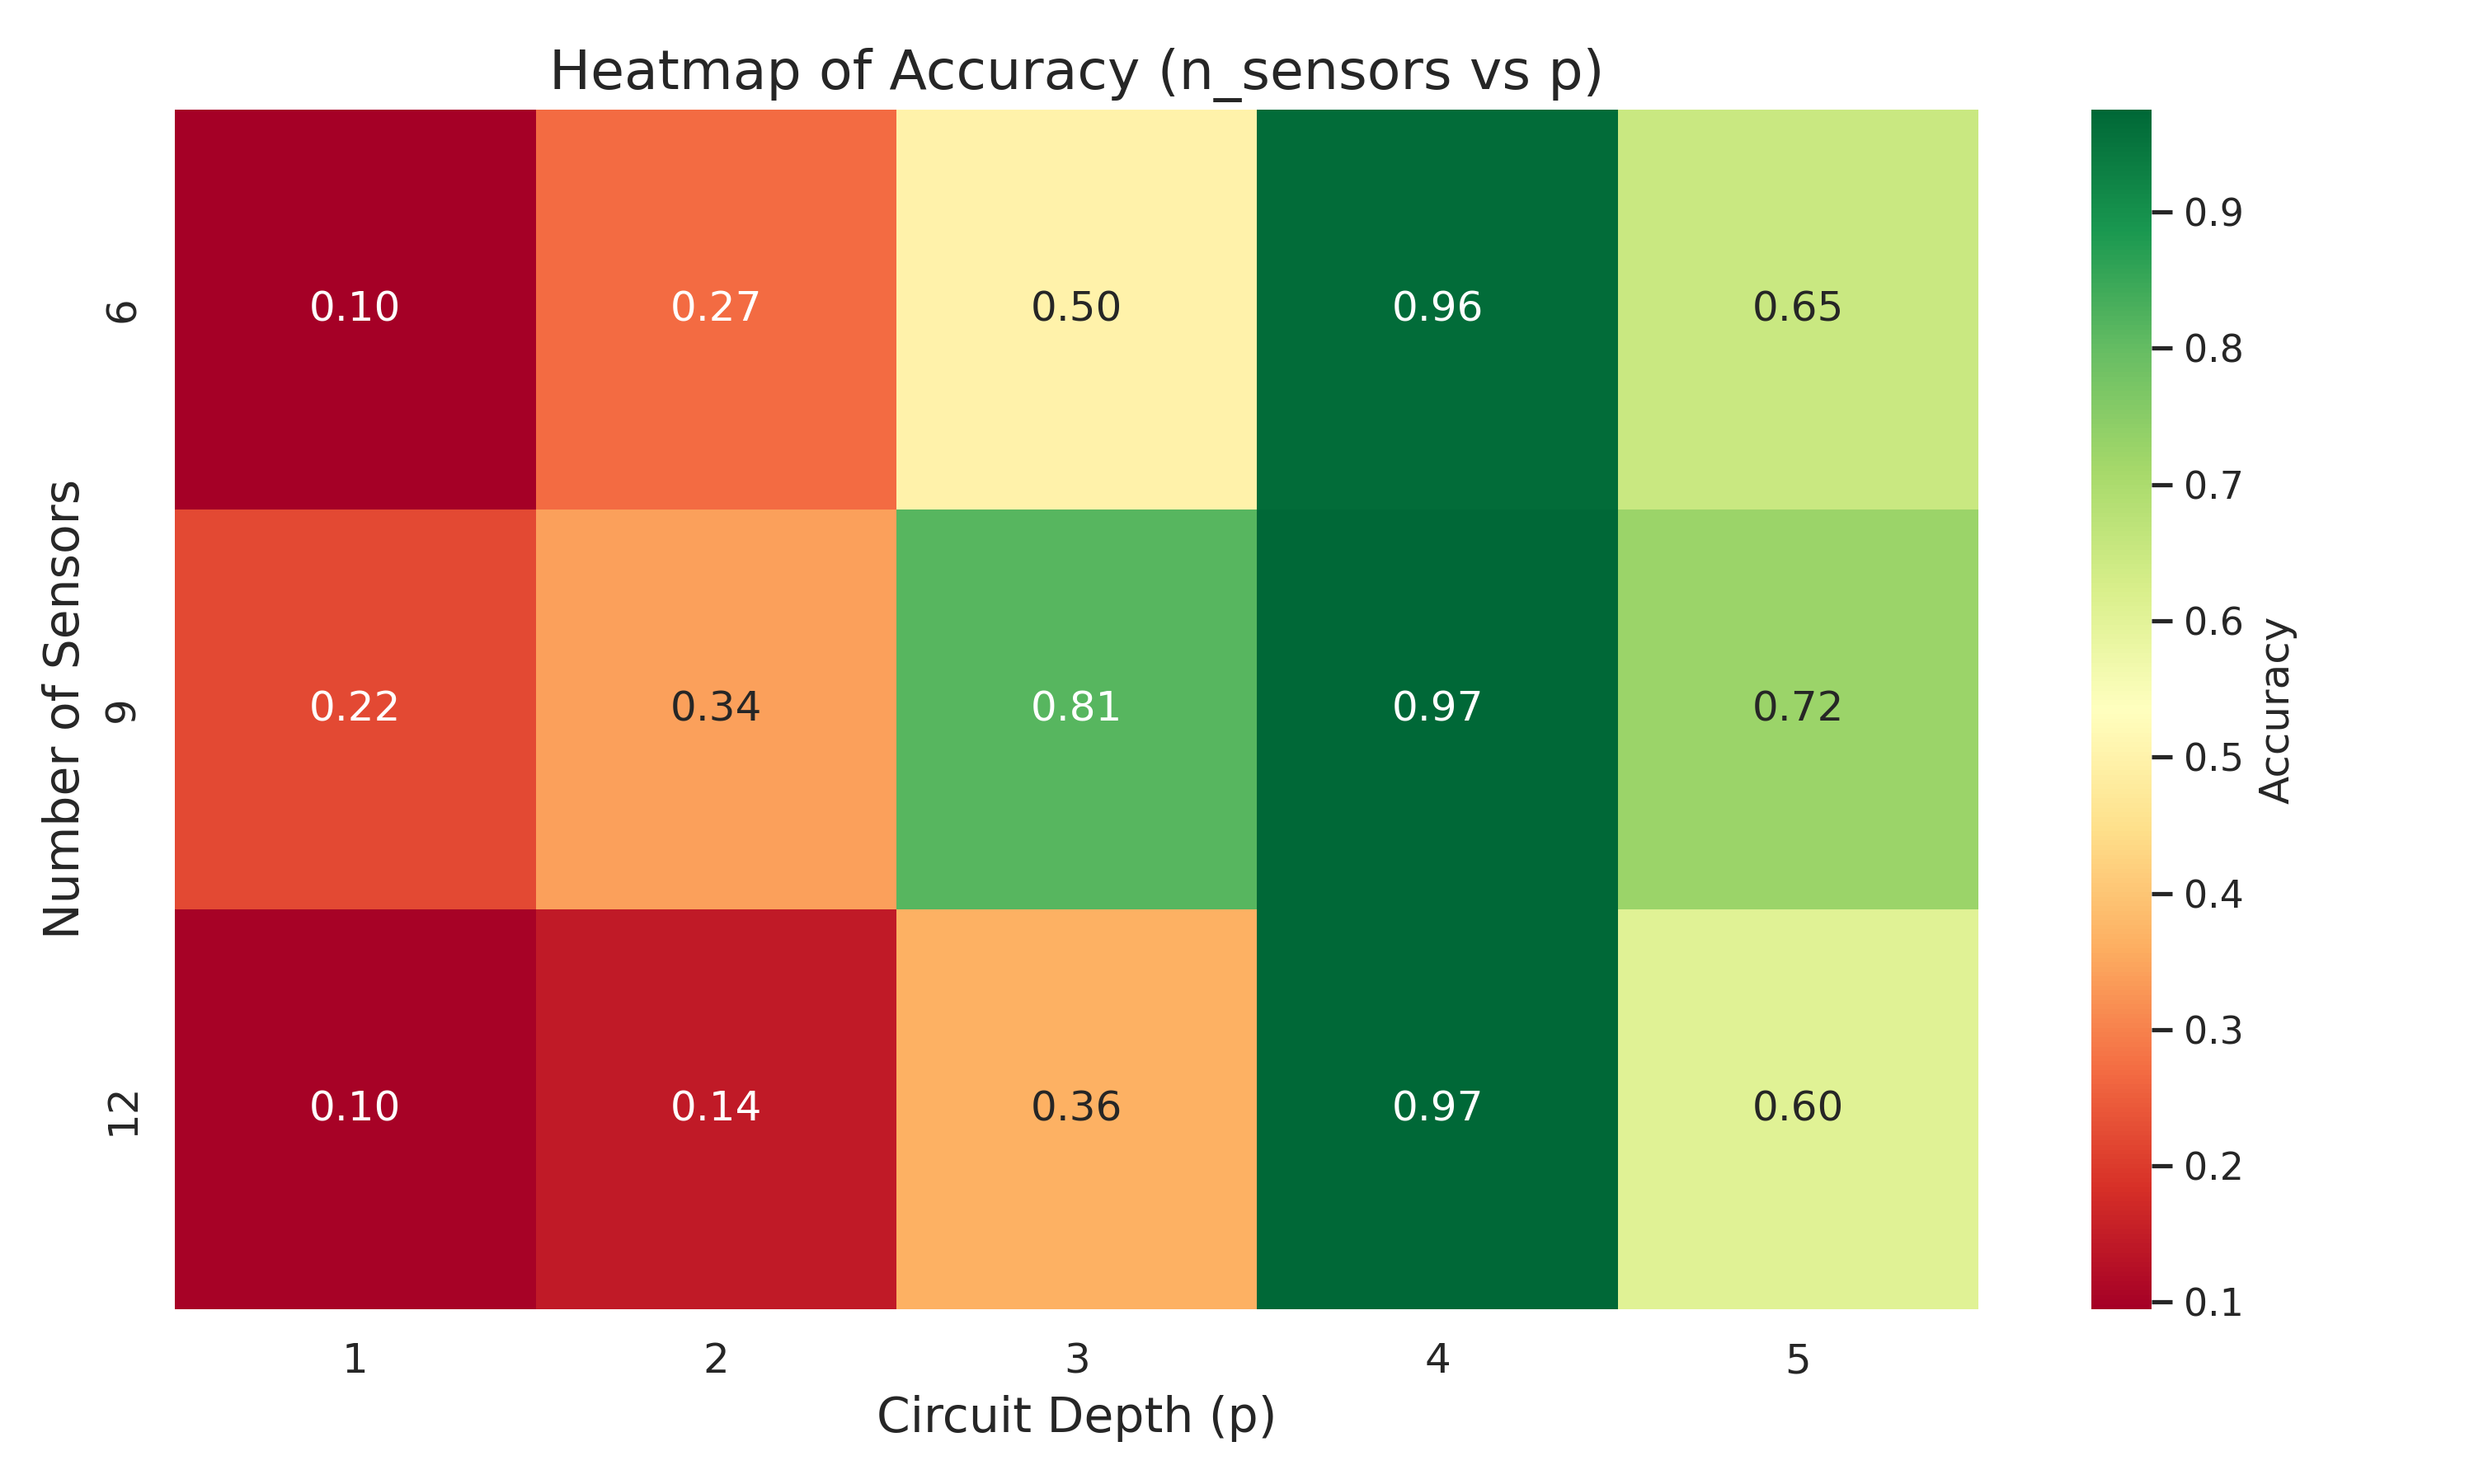 Heatmap of Accuracy (n_sensors vs p)
Number of Sensors
6
0.10 0.27 0.50 0.96 0.65
9
0.22 0.34 0.81 0.97 0.72
12
0.10 0.14 0.36 0.97 0.60
1 2 3 4 5
Circuit Depth (p)
0.9
0.8
0.7
0.6
0.5
0.4
0.3
0.2
0.1
Accuracy